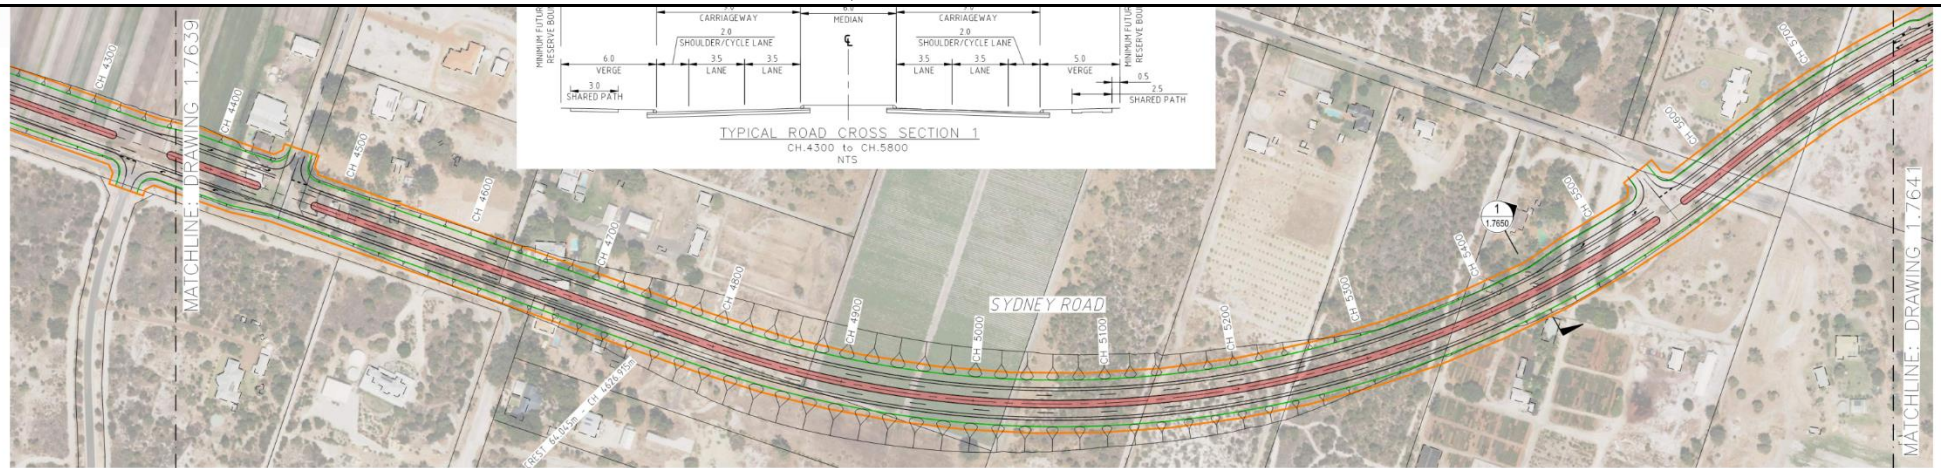 CARRIAGEWAY
MEDIAN
CARRIAGEWAY
2.0
SHOULDER/CYCLE LANE
2.0
SHOULDER/CYCLE LANE
6.0
VERGE
3.5
LANE
3.5
LANE
3.5
LANE
3.5
LANE
5.0
VERGE
3.0
SHARED PATH
0.5
2.5
SHARED PATH
TYPICAL ROAD CROSS SECTION 1
CH.4300 to CH.5800
NTS
MATCHLINE: DRAWING 1.7639
CH 4300
CH 4400
CH 4500
CH 4600
CH 4700
CH 4800
CH 4900
CH 5000
CH 5100
CH 5200
CH 5300
CH 5400
CH 5500
CH 5600
CH 5700
SYDNEY ROAD
1
1.7650
MATCHLINE: DRAWING 1.7641